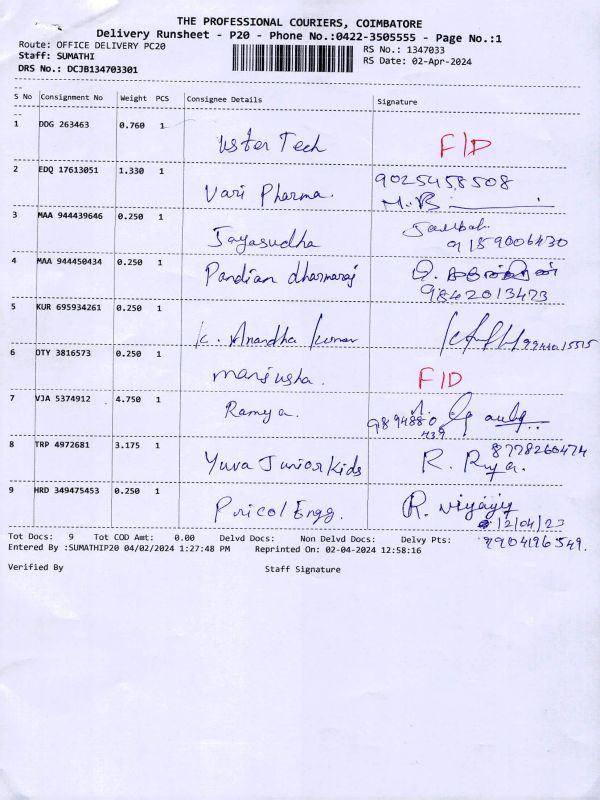 THE PROFESSIONAL COURIERS, COIMBATORE
Delivery Runsheet - P20 - Phone No.:0422-3505555 - Page No.:1
Route: OFFICE DELIVERY PC20 RS No.: 1347033
Staff: SUMATHI RS Date: 02-Apr-2024
DRS No.: DCJB134703301
S No Consignment No Weight PCS Consignee Details Signature
1 DDG 263463 0.760 1 Uster Tech F/D
2 EDQ 17613051 1.330 1 Vari Pharma. 9025458508
M.B
3 MAA 944439646 0.250 1 Jayasudha
9159006430
4 MAA 944450434 0.250 1 Pandian dharmaraj
9842013473
5 KUR 695934261 0.250 1 K. Anandha Kumar
6 OTY 3816573 0.250 1 manjusha. F/D
7 VJA 5374912 4.750 1 Ramya.
8 TRP 4972681 3.175 1 Yuva Junior Kids 8778260474
R. Riya.
9 HRD 349475453 0.250 1 Pricol Engg. R.
12/04/23
9904196549.
Tot Docs: 9 Tot COD Amt: 0.00 Delvd Docs: Non Delvd Docs: Delvy Pts:
Entered By :SUMATHIP20 04/02/2024 1:27:48 PM Reprinted On: 02-04-2024 12:58:16
Verified By Staff Signature